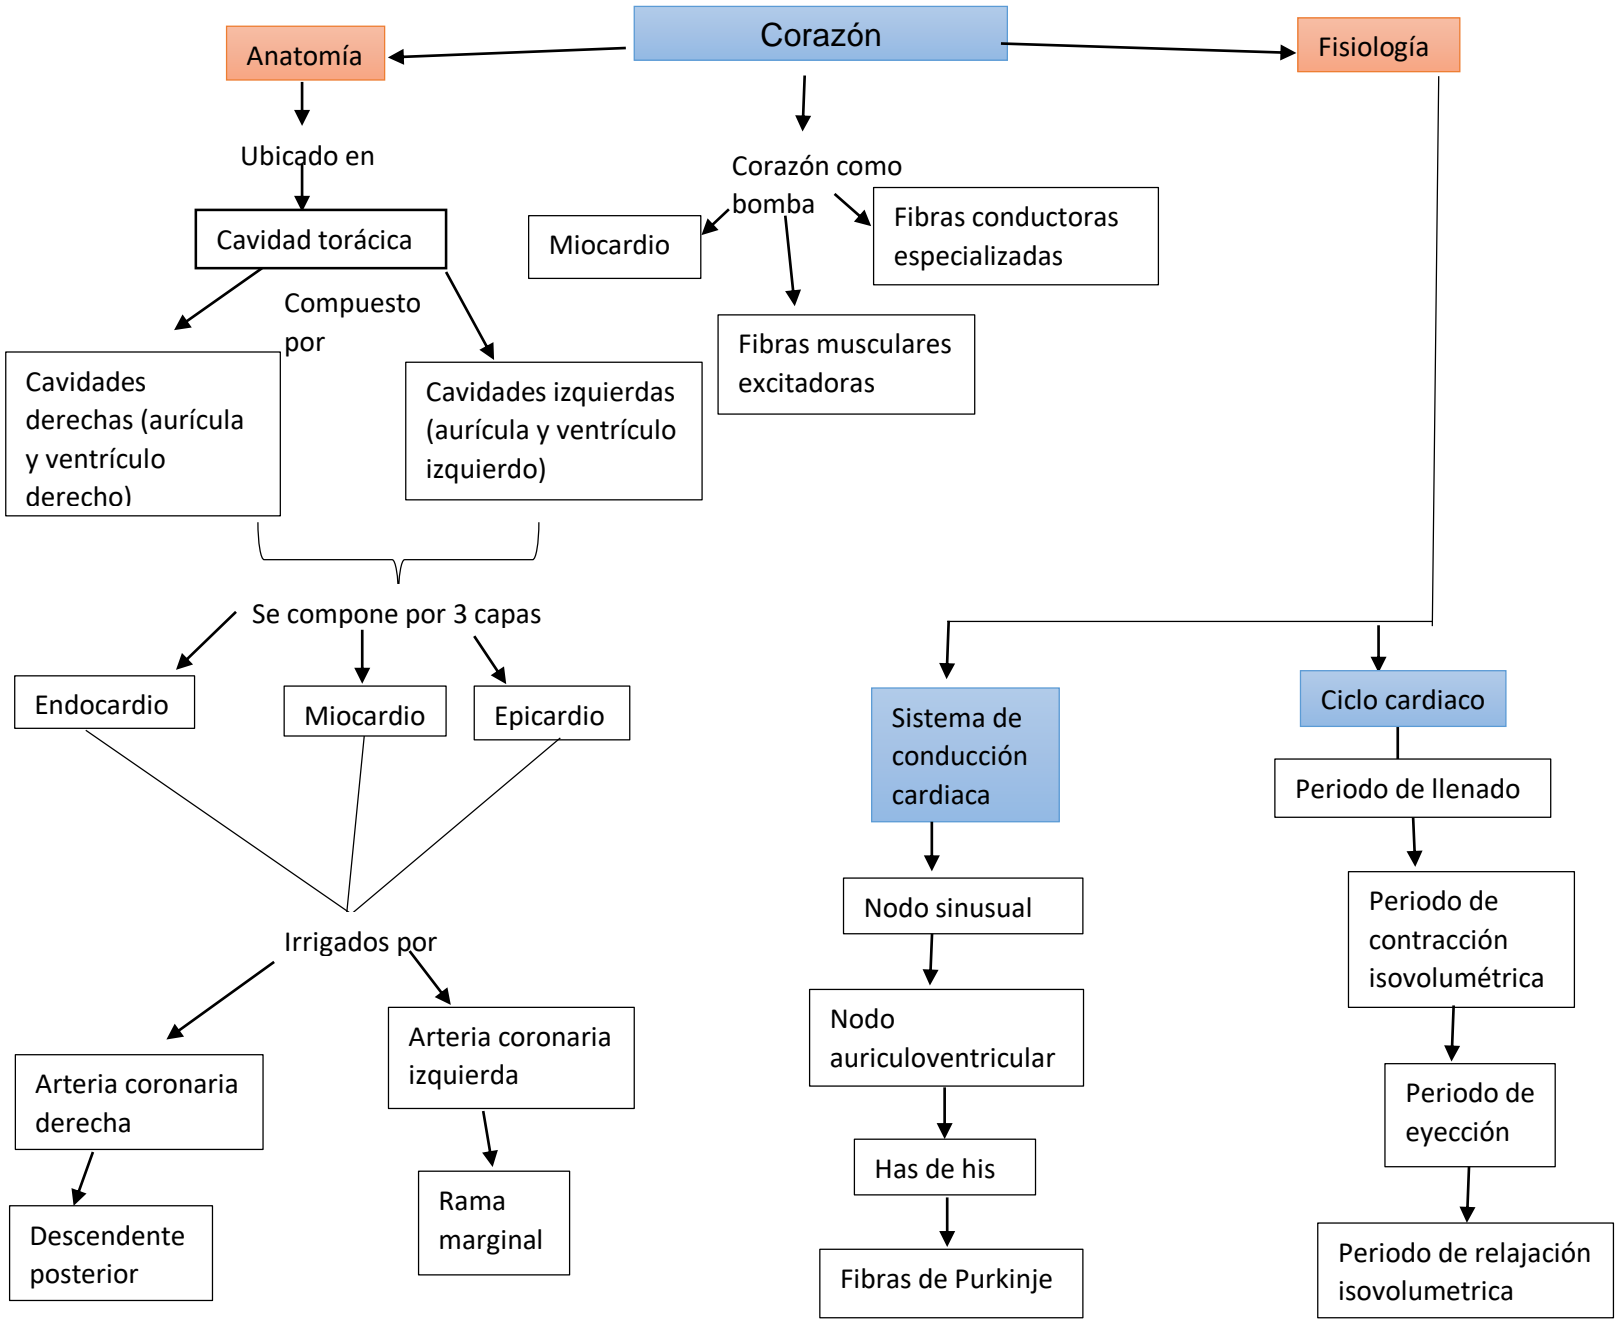 Corazón
Anatomía
Fisiología
Ubicado en
Cavidad torácica
Compuesto
por
Cavidades
derechas (aurícula
y ventrículo
derecho)
Cavidades izquierdas
(aurícula y ventrículo
izquierdo)
Corazón como
bomba
Miocardio
Fibras conductoras
especializadas
Fibras musculares
excitadoras
Se compone por 3 capas
Endocardio
Miocardio
Epicardio
Irrigados por
Arteria coronaria
derecha
Descendente
posterior
Arteria coronaria
izquierda
Rama
marginal
Sistema de
conducción
cardiaca
Nodo sinusual
Nodo
auriculoventricular
Has de his
Fibras de Purkinje
Ciclo cardiaco
Periodo de llenado
Periodo de
contracción
isovolumétrica
Periodo de
eyección
Periodo de relajación
isovolumetrica